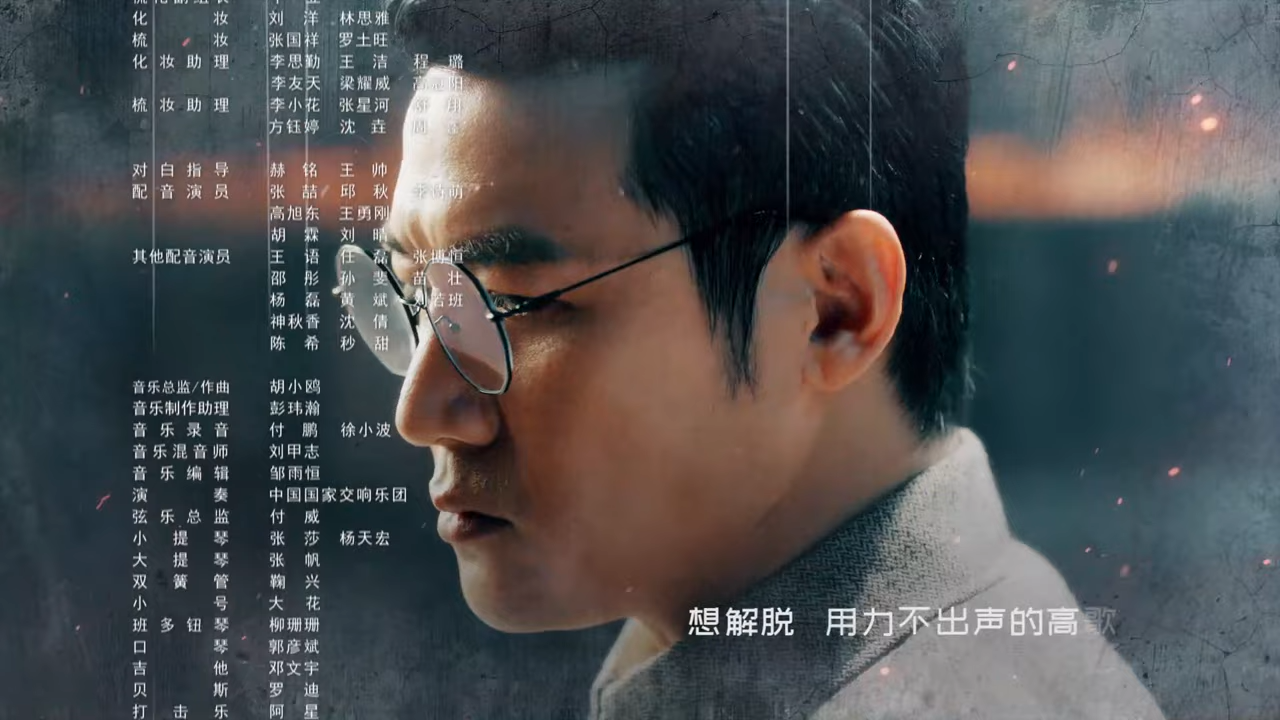 化妆 刘洋 林思雅
梳妆 张国祥 罗土旺
化妆助理 李思勤 王洁 程璐
李友天 梁耀威
梳妆助理 李小花 张星河
方钰婷 沈垚 周
对白指导 赫铭 王帅
配音演员 张喆 邱秋
高旭东 王勇刚
胡霖 刘晴
其他配音演员 王语 任磊 张博恒
邵彤 孙斐 苗壮
杨磊 黄斌 刘若班
神秋香 沈倩
陈希 秒甜
音乐总监/作曲 胡小鸥
音乐制作助理 彭玮瀚
音乐录音 付鹏 徐小波
音乐混音师 刘甲志
音乐编辑 邹雨恒
演奏 中国国家交响乐团
弦乐总监 付威
小提琴 张莎 杨天宏
大提琴 张帆
双簧管 鞠兴
小号 大花
班多钮琴 柳珊珊
口琴 郭彦斌
吉他 邓文宇
贝斯 罗迪
打击乐 阿星
想解脱 用力不出声的高歌